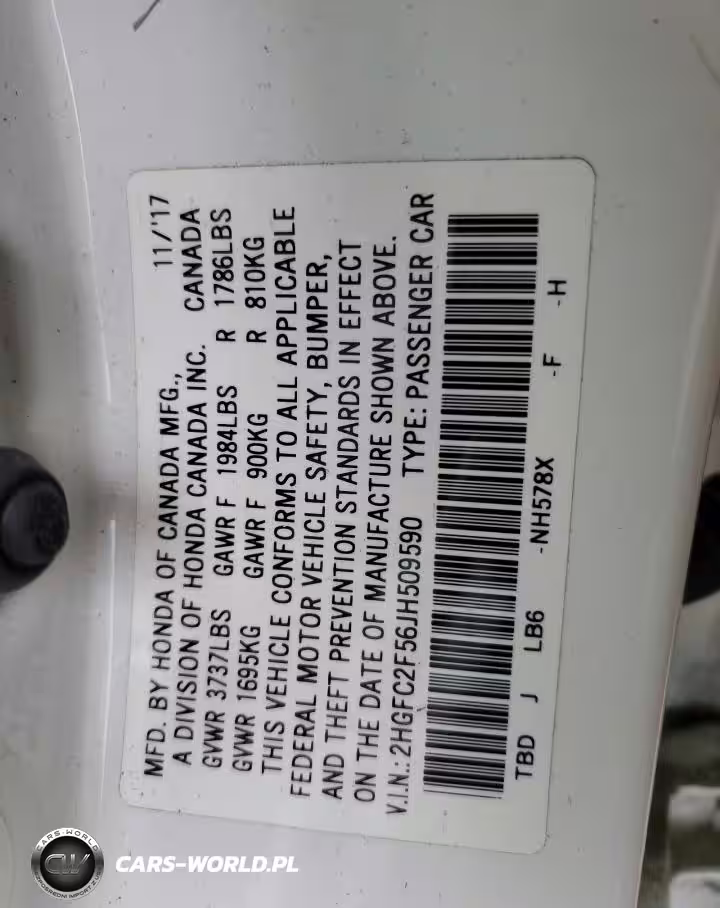 MFD. BY HONDA OF CANADA MFG., 11/'17
A DIVISION OF HONDA CANADA INC. CANADA
GVWR 3737LBS GAWR F 1984LBS R 1786LBS
GVWR 1695KG GAWR F 900KG R 810KG
THIS VEHICLE CONFORMS TO ALL APPLICABLE
FEDERAL MOTOR VEHICLE SAFETY, BUMPER,
AND THEFT PREVENTION STANDARDS IN EFFECT
ON THE DATE OF MANUFACTURE SHOWN ABOVE.
V.I.N.: 2HGFC2F56JH509590 TYPE: PASSENGER CAR
TBD J LB6 -NH578X -F -H
CARS-WORLD
CW
CARS-WORLD.PL